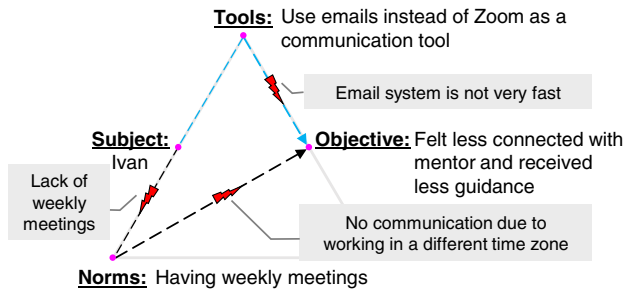 Tools: Use emails instead of Zoom as a
communication tool
Email system is not very fast
Subject:
Ivan
Objective: Felt less connected with
mentor and received
less guidance
Lack of
weekly
meetings
No communication due to
working in a different time zone
Norms: Having weekly meetings